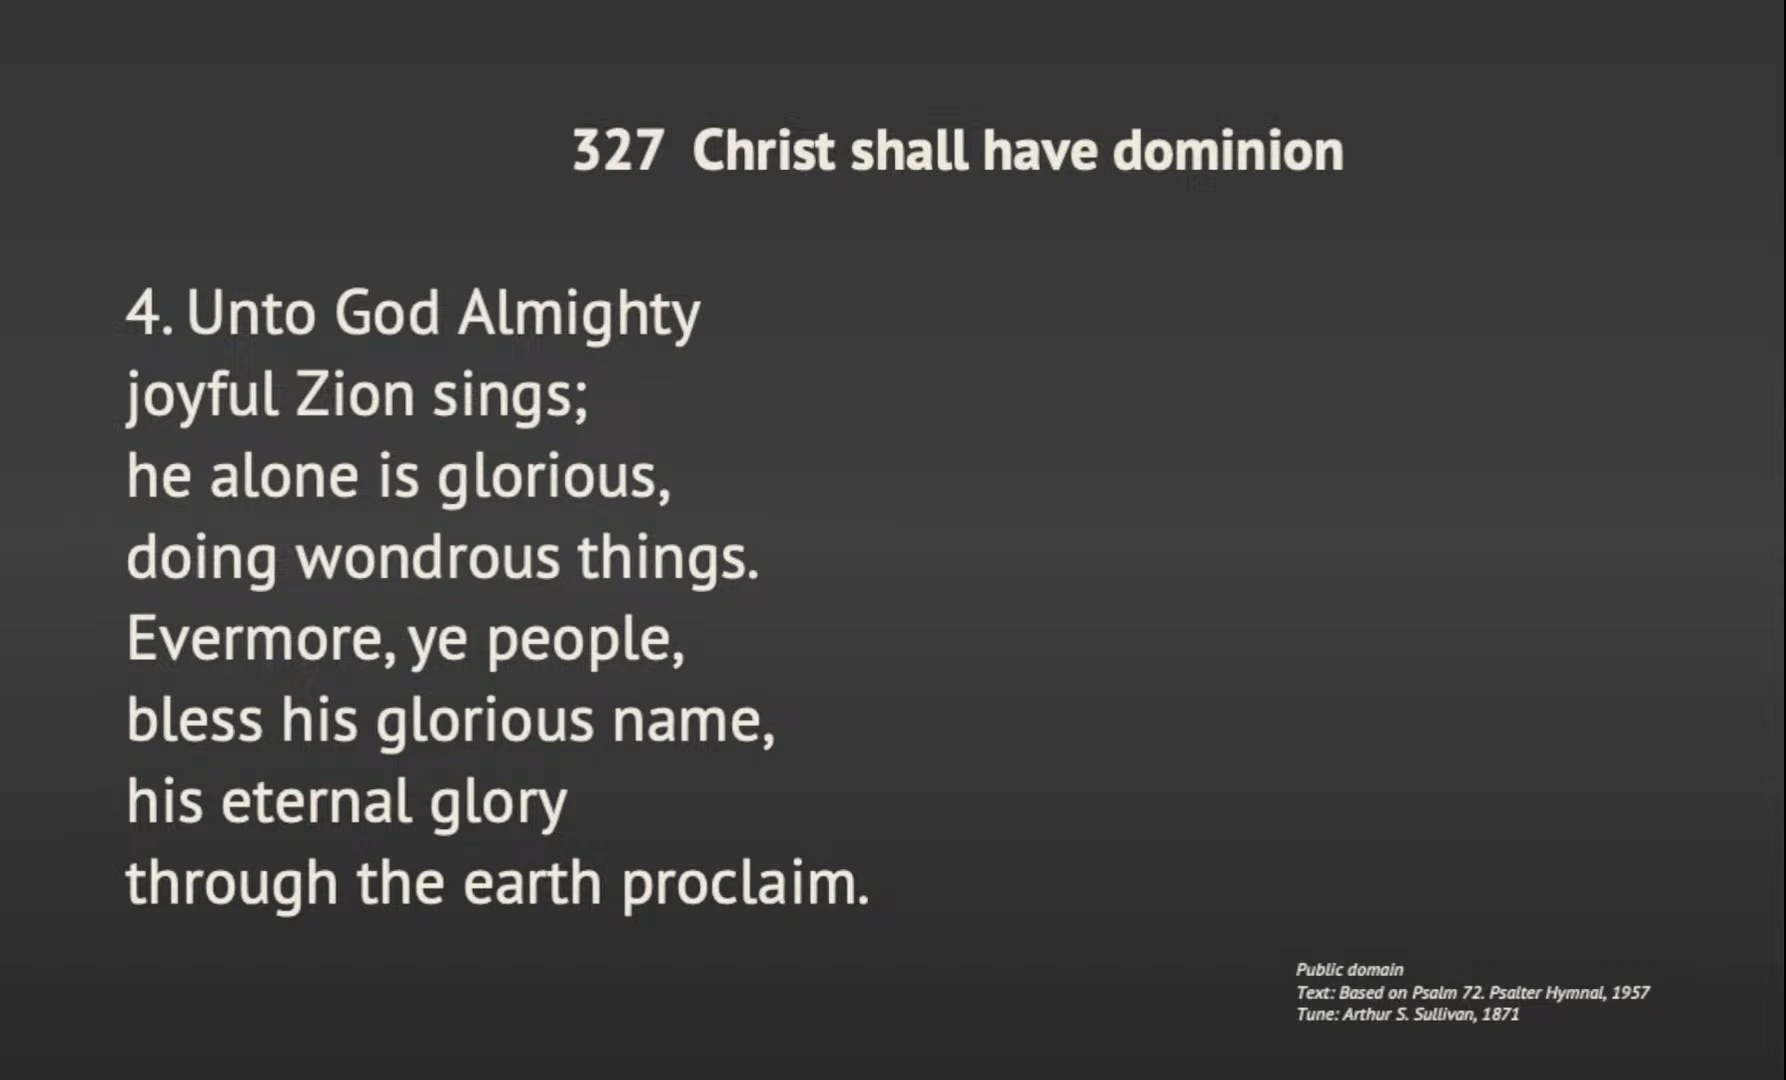 327 Christ shall have dominion
4. Unto God Almighty
joyful Zion sings;
he alone is glorious,
doing wondrous things.
Evermore, ye people,
bless his glorious name,
his eternal glory
through the earth proclaim.
Public domain
Text: Based on Psalm 72. Psalter Hymnal, 1957
Tune: Arthur S. Sullivan, 1871